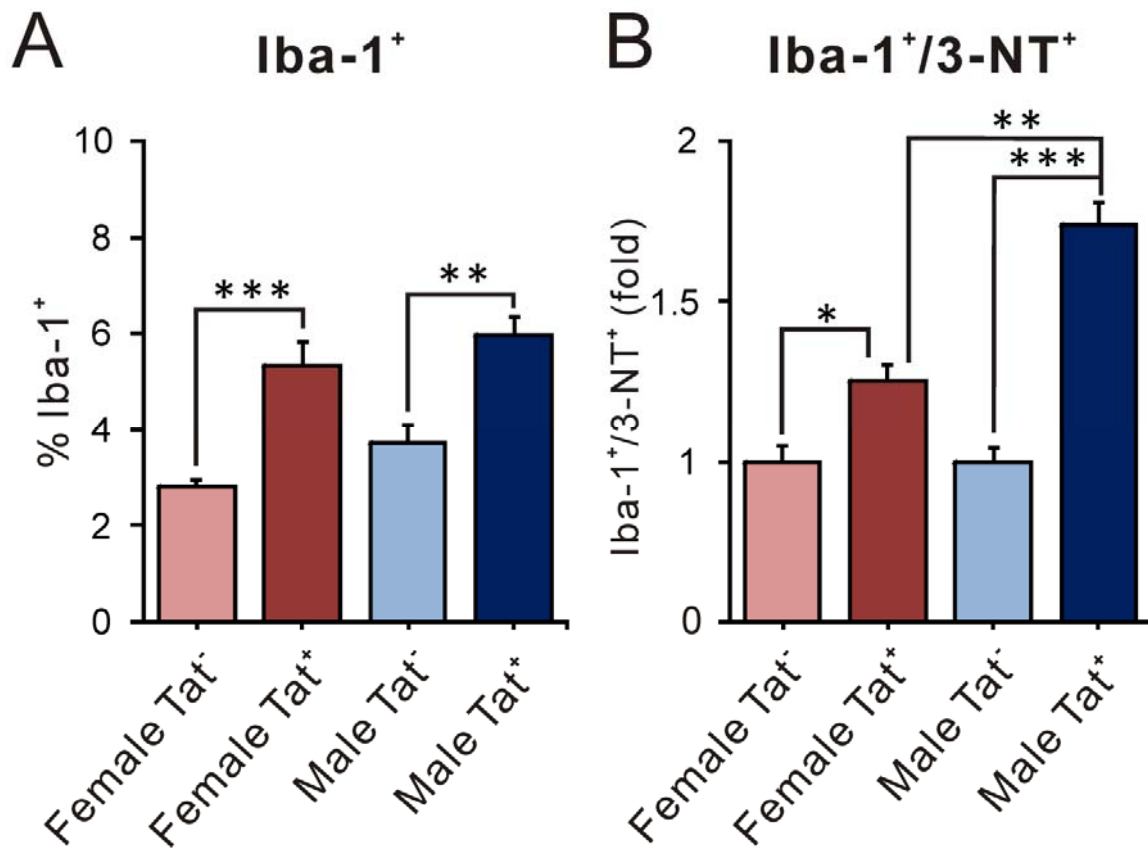 A Iba-1⁺
% Iba-1⁺
10
8
6
4
2
0
***
**
Female Tat⁻
Female Tat⁺
Male Tat⁻
Male Tat⁺
B Iba-1⁺/3-NT⁺
Iba-1⁺/3-NT⁺ (fold)
2
1.5
1
0
*
**
***
Female Tat⁻
Female Tat⁺
Male Tat⁻
Male Tat⁺